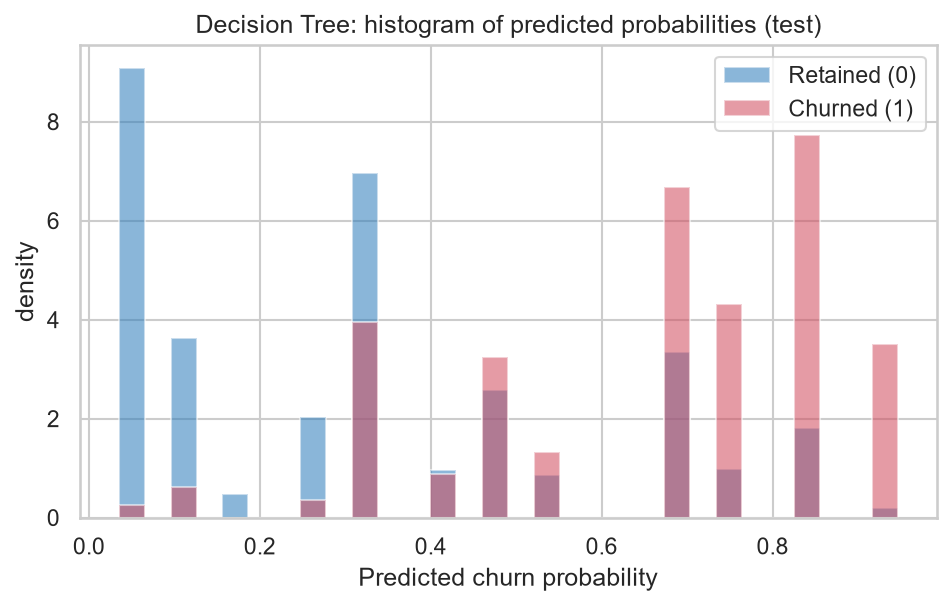 Decision Tree: histogram of predicted probabilities (test)
Retained (0)
Churned (1)
density
8
6
4
2
0
0.0 0.2 0.4 0.6 0.8
Predicted churn probability